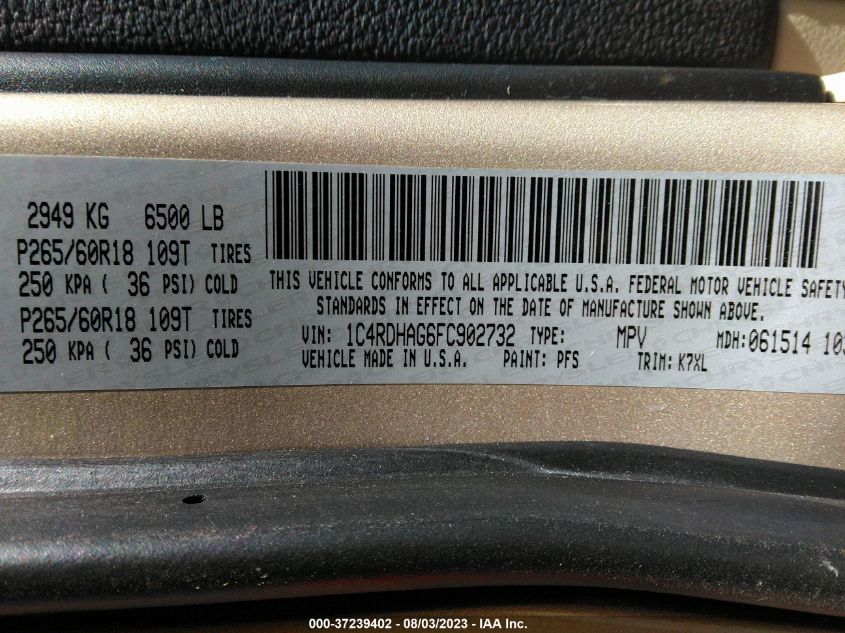 2949 KG 6500 LB
P265/60R18 109T TIRES
250 KPA ( 36 PSI) COLD
P265/60R18 109T TIRES
250 KPA ( 36 PSI) COLD
THIS VEHICLE CONFORMS TO ALL APPLICABLE U.S.A. FEDERAL MOTOR VEHICLE SAFETY
STANDARDS IN EFFECT ON THE DATE OF MANUFACTURE SHOWN ABOVE.
VIN: 1C4RDHAG6FC902732 TYPE: MPV MDH: 061514 103
VEHICLE MADE IN U.S.A. PAINT: PFS TRIM: K7XL
000-37239402 - 08/03/2023 - IAA Inc.